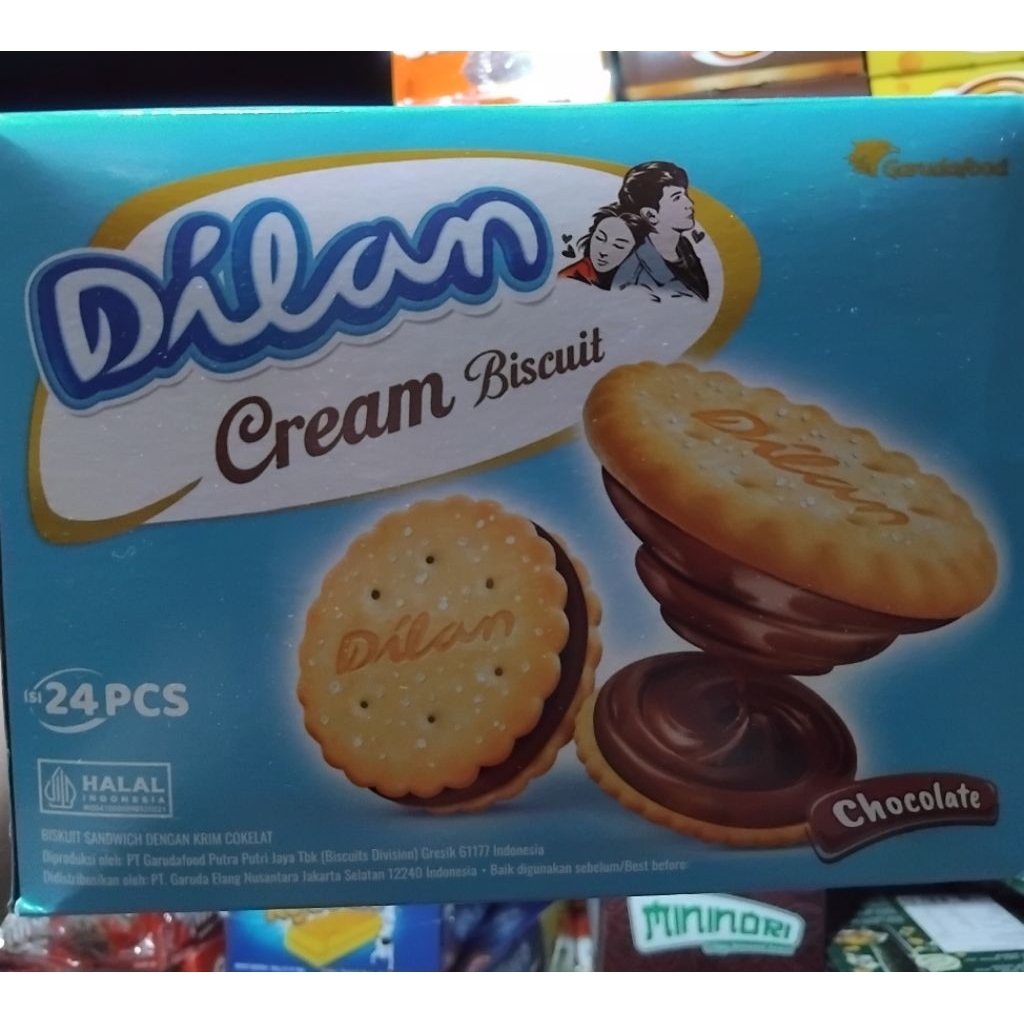 Garudafood
Dilan
Cream Biscuit
Dilan
Dilan
ISI 24 PCS
HALAL
INDONESIA
Chocolate
BISKUIT SANDWICH DENGAN KRIM COKELAT
Diproduksi oleh: PT Garudafood Putra Putri Jaya Tbk (Biscuits Division) Gresik 61177 Indonesia
Didistribusikan oleh: PT. Garuda Elang Nusantara Jakarta Selatan 12240 Indonesia • Baik digunakan sebelum/Best before:
MININORI